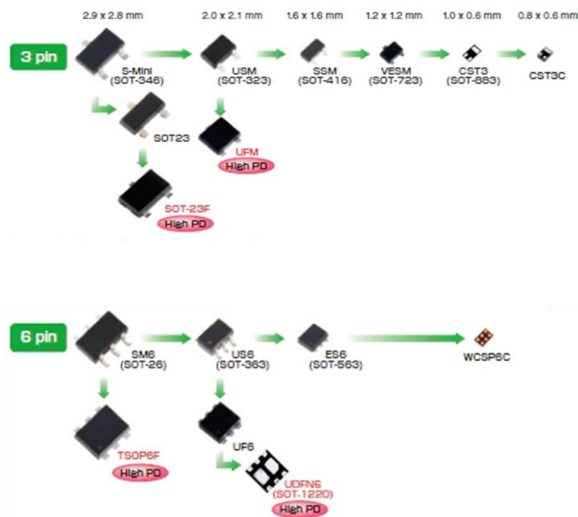 2.9 x 2.8 mm 2.0 x 2.1 mm 1.6 x 1.6 mm 1.2 x 1.2 mm 1.0 x 0.6 mm 0.8 x 0.6 mm
3 pin
S-Mini USM SSM VESM CST3 CST3C
(SOT-346) (SOT-323) (SOT-416) (SOT-723) (SOT-883)
SOT23
UFM
High PD
SOT-23F
High PD
6 pin
SM6 US6 ES6 WCSP6C
(SOT-26) (SOT-363) (SOT-563)
UF6
TSOP6F
High PD
UDFN6
(SOT-1220)
High PD